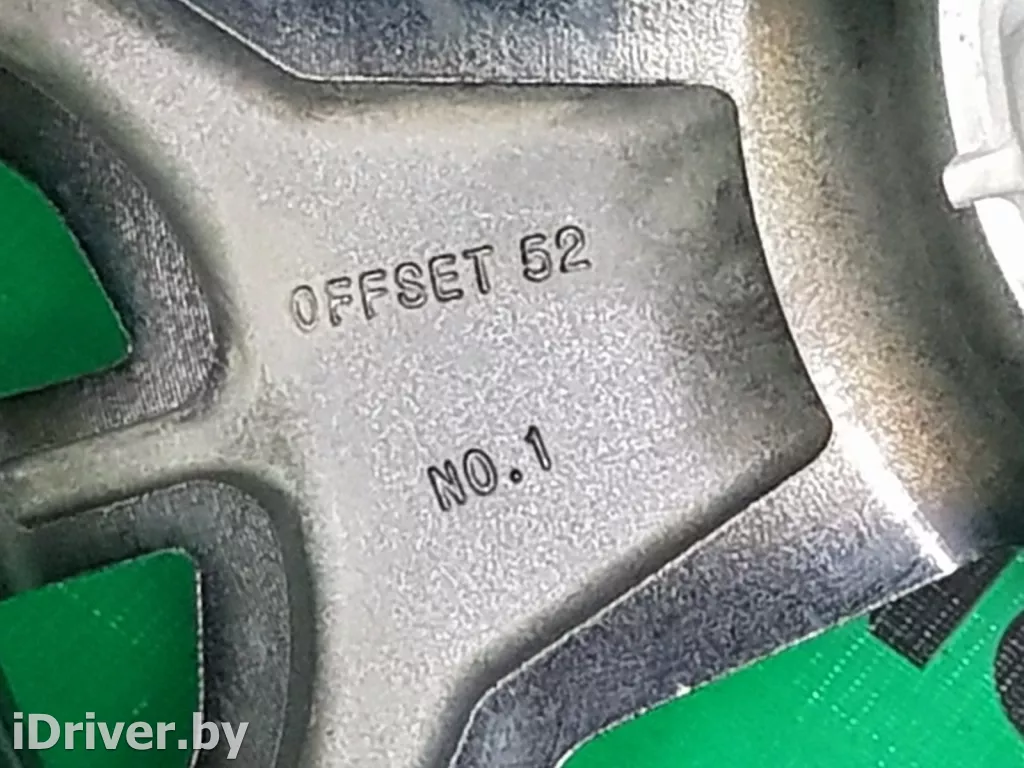 OFFSET 52
NO.1
iDriver.by